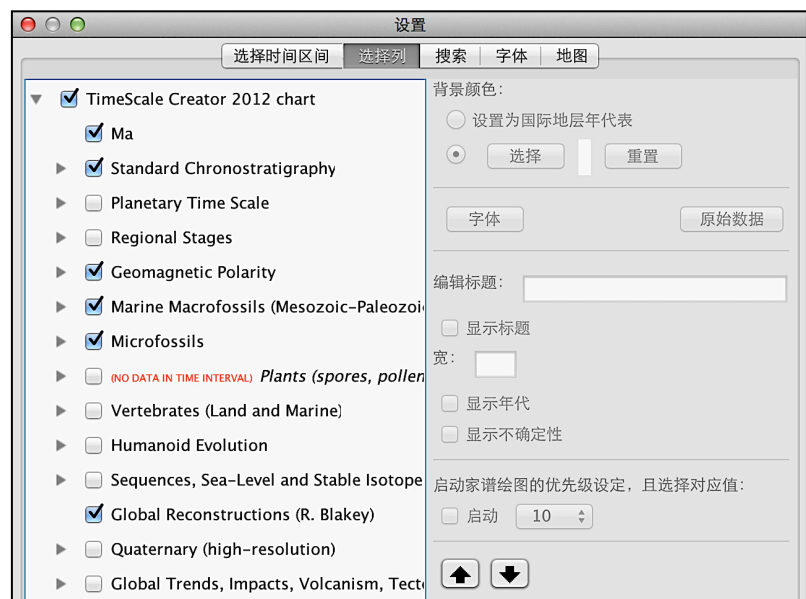 设置
选择时间区间 选择列 搜索 字体 地图
TimeScale Creator 2012 chart
Ma
Standard Chronostratigraphy
Planetary Time Scale
Regional Stages
Geomagnetic Polarity
Marine Macrofossils (Mesozoic-Paleozoi
Microfossils
(NO DATA IN TIME INTERVAL) Plants (spores, pollen
Vertebrates (Land and Marine)
Humanoid Evolution
Sequences, Sea-Level and Stable Isotope
Global Reconstructions (R. Blakey)
Quaternary (high-resolution)
Global Trends, Impacts, Volcanism, Tect
背景颜色:
设置为国际地层年代表
选择 重置
字体 原始数据
编辑标题:
显示标题
宽:
显示年代
显示不确定性
启动家谱绘图的优先级设定，且选择对应值:
启动 10